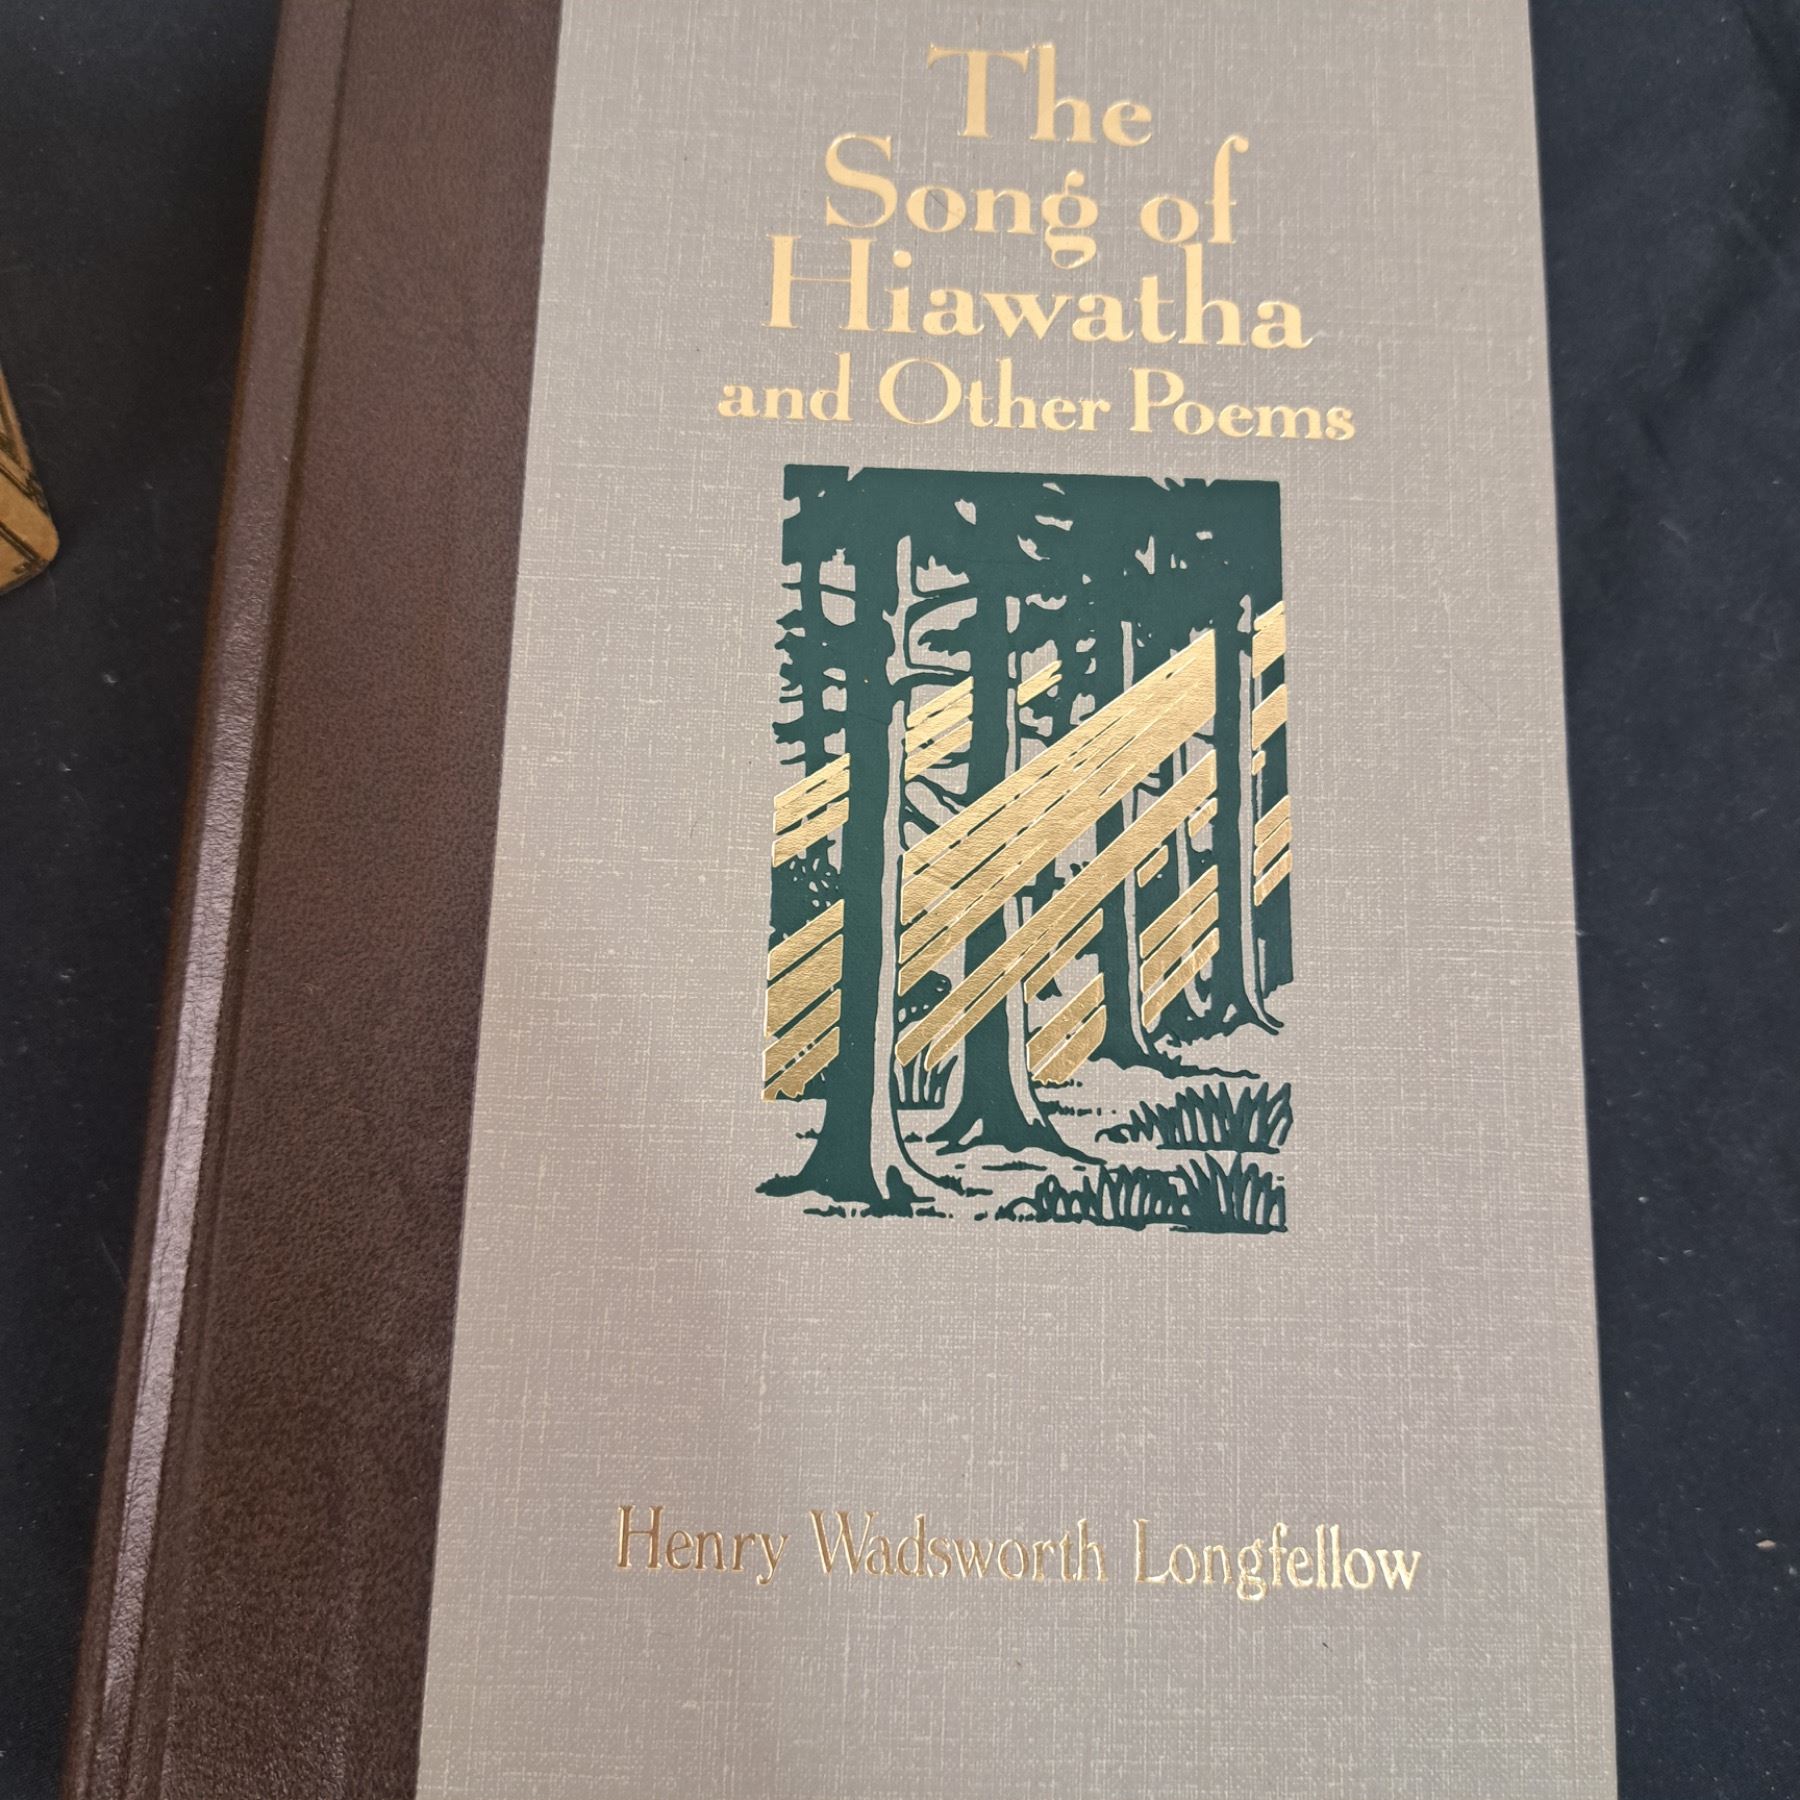 The
Song of
Hiawatha
and Other Poems
Henry Wadsworth Longfellow